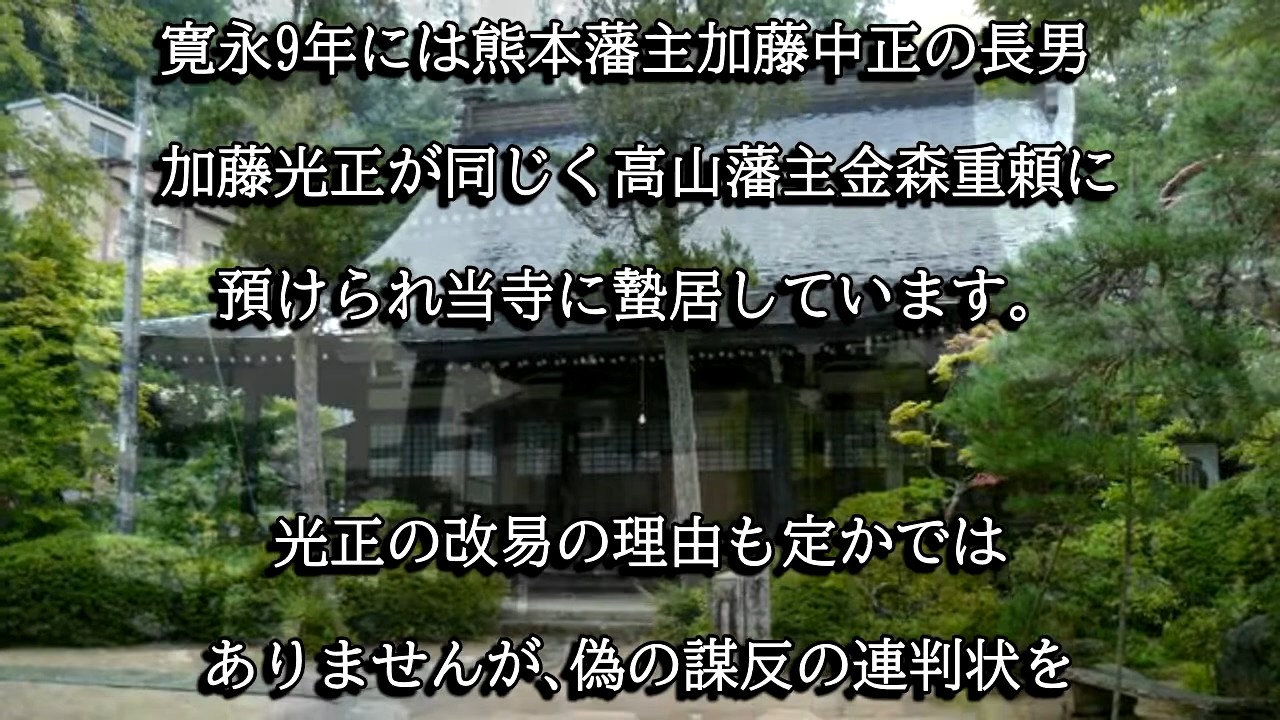 寛永9年には熊本藩主加藤中正の長男
加藤光正が同じく高山藩主金森重頼に
預けられ当寺に蟄居しています。
光正の改易の理由も定かでは
ありませんが､偽の謀反の連判状を